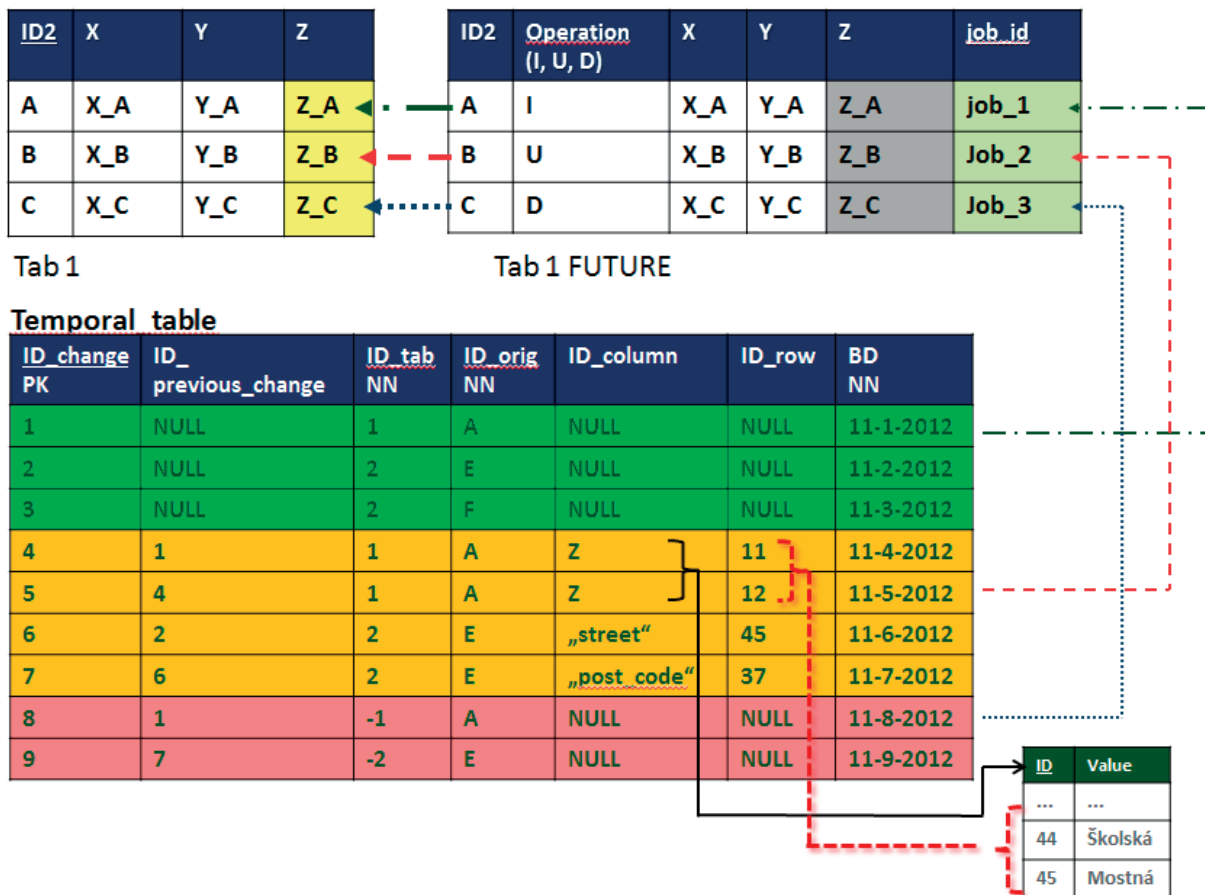 ID2 X Y Z
A X_A Y_A Z_A
B X_B Y_B Z_B
C X_C Y_C Z_C
Tab 1
ID2 Operation X Y Z job_id
(I, U, D)
A I X_A Y_A Z_A job_1
B U X_B Y_B Z_B Job_2
C D X_C Y_C Z_C Job_3
Tab 1 FUTURE
Temporal_table
ID_change ID_ ID_tab ID_orig ID_column ID_row BD
PK previous_change NN NN NN
1 NULL 1 A NULL NULL 11-1-2012
2 NULL 2 E NULL NULL 11-2-2012
3 NULL 2 F NULL NULL 11-3-2012
4 1 1 A Z 11 11-4-2012
5 4 1 A Z 12 11-5-2012
6 2 2 E „street“ 45 11-6-2012
7 6 2 E „post_code“ 37 11-7-2012
8 1 -1 A NULL NULL 11-8-2012
9 7 -2 E NULL NULL 11-9-2012
ID Value
... ...
44 Školská
45 Mostná